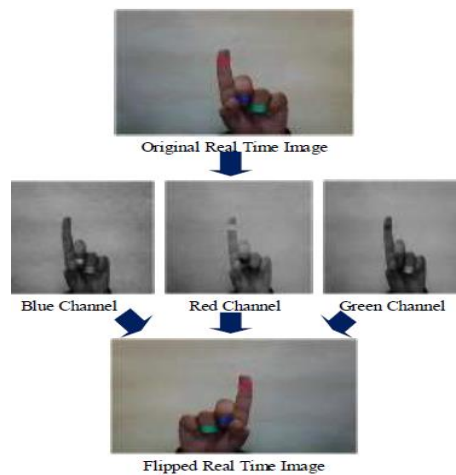 Original Real Time Image
Blue Channel
Red Channel
Green Channel
Flipped Real Time Image